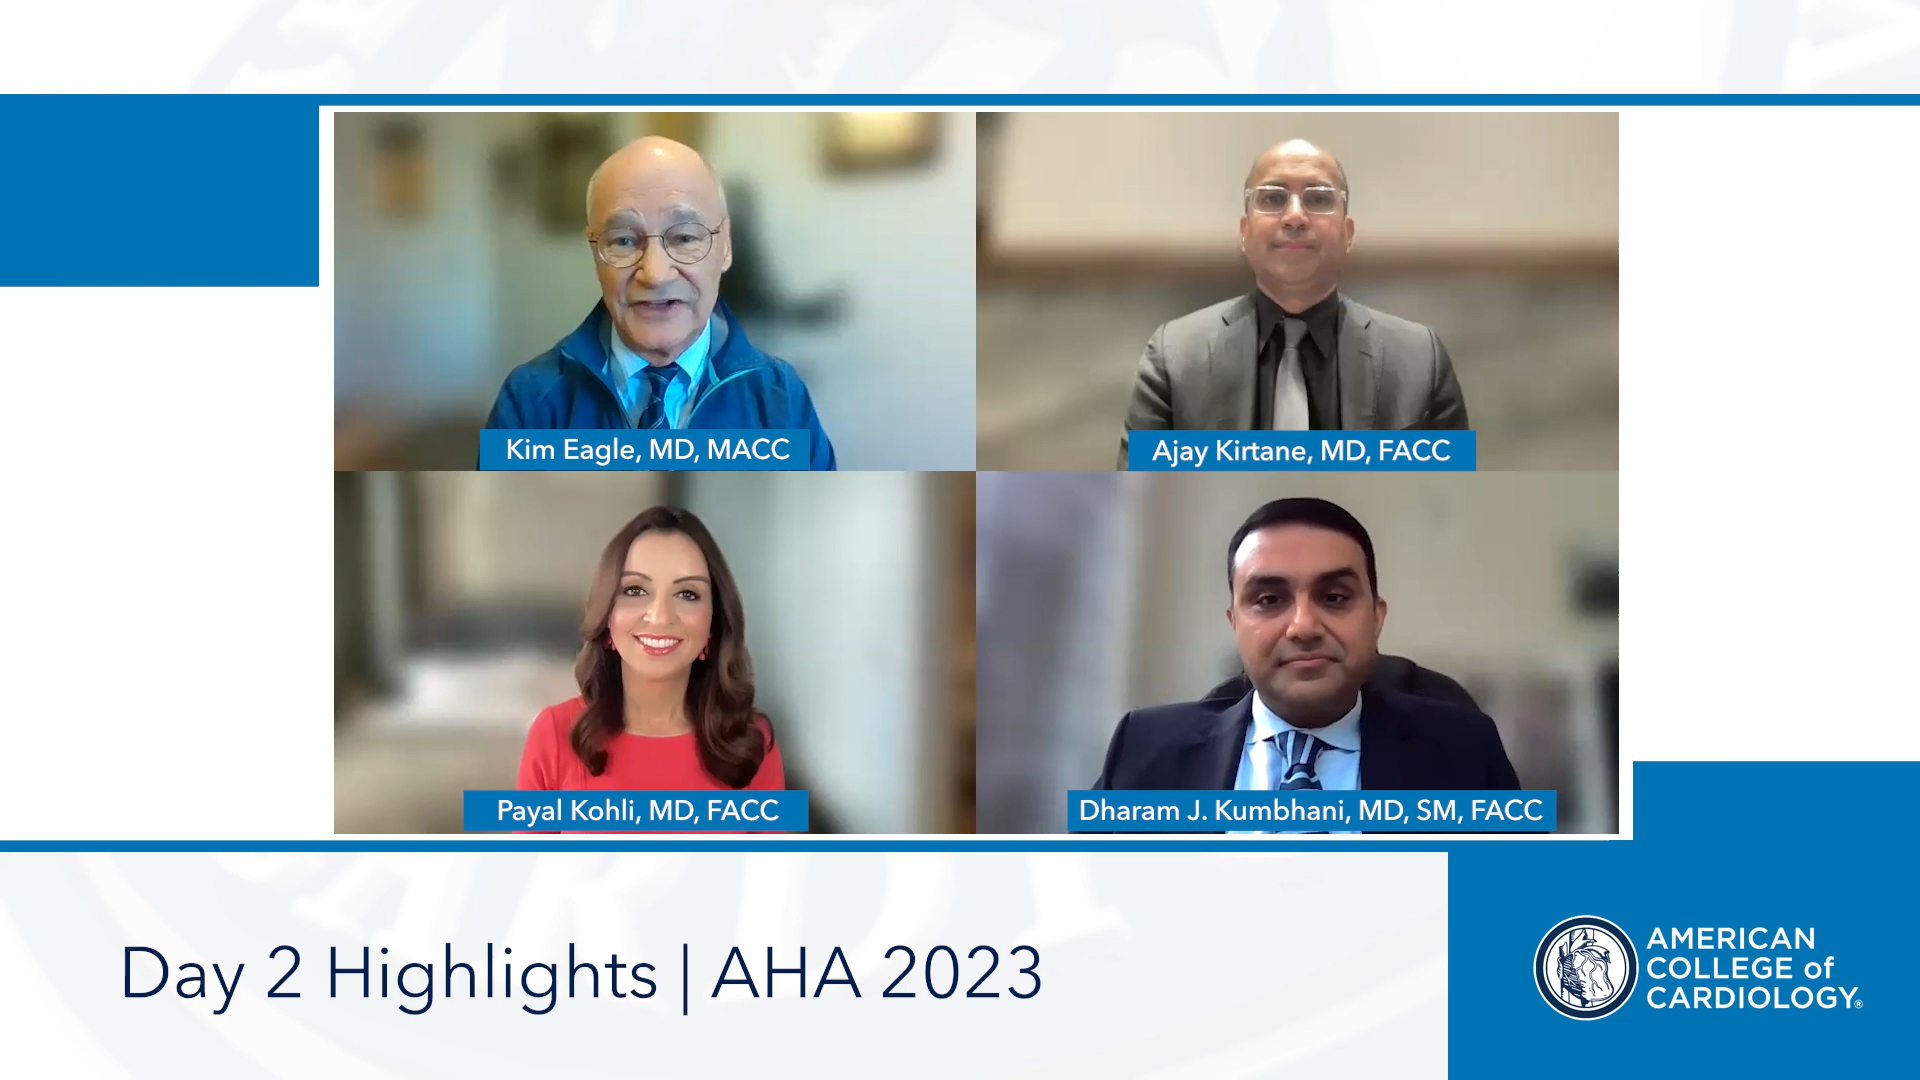 Kim Eagle, MD, MACC
Ajay Kirtane, MD, FACC
Payal Kohli, MD, FACC
Dharam J. Kumbhani, MD, SM, FACC
Day 2 Highlights | AHA 2023
AMERICAN
COLLEGE of
CARDIOLOGY®